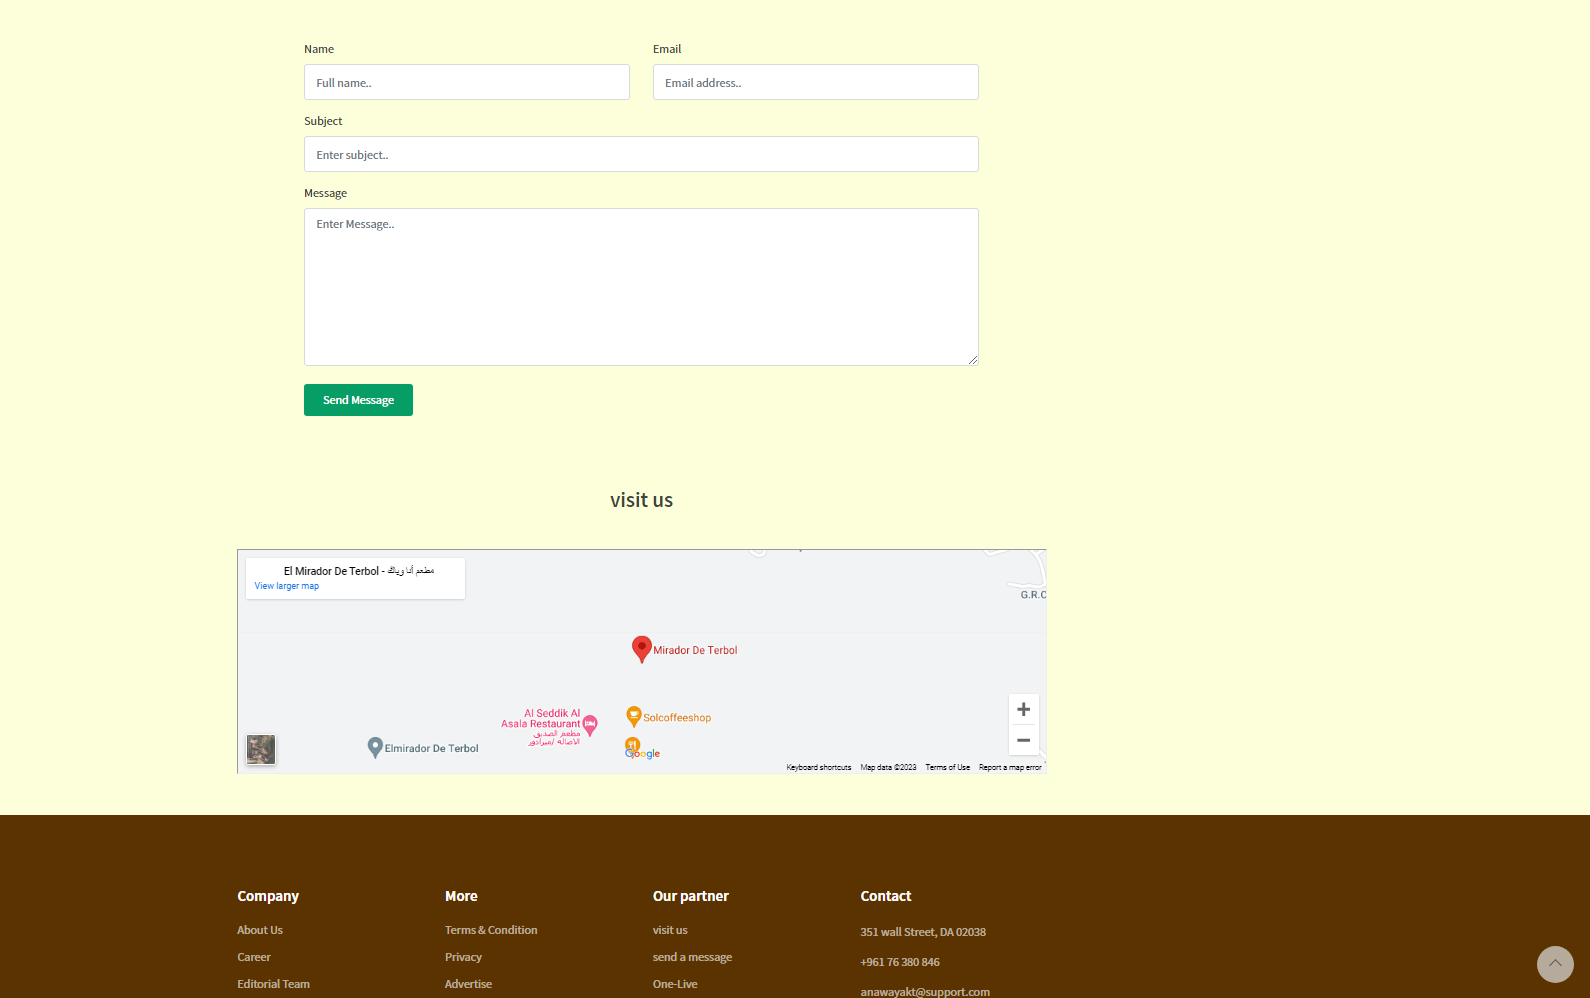 Name
Email
Full name..
Email address..
Subject
Enter subject..
Message
Enter Message..
Send Message
visit us
El Mirador De Terbol - مطعم أنا وياك
View larger map
G.R.C
Mirador De Terbol
Al Seddik Al
Asala Restaurant
مطعم الصديق
الاصاله /ميرادور
Solcoffeeshop
Elmirador De Terbol
Google
Keyboard shortcuts
Map data ©2023
Terms of Use
Report a map error
Company
About Us
Career
Editorial Team
More
Terms & Condition
Privacy
Advertise
Our partner
visit us
send a message
One-Live
Contact
351 wall Street, DA 02038
+961 76 380 846
anawayakt@support.com